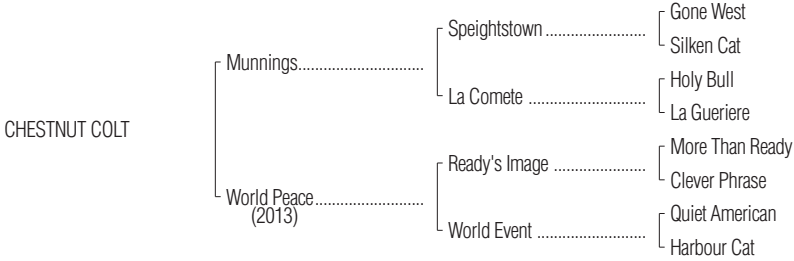 Gone West
Speightstown ........................
Silken Cat
Munnings..............................
Holy Bull
La Comete ............................
La Gueriere
CHESTNUT COLT
More Than Ready
Ready's Image ......................
Clever Phrase
World Peace..........................
(2013)
Quiet American
World Event ..........................
Harbour Cat